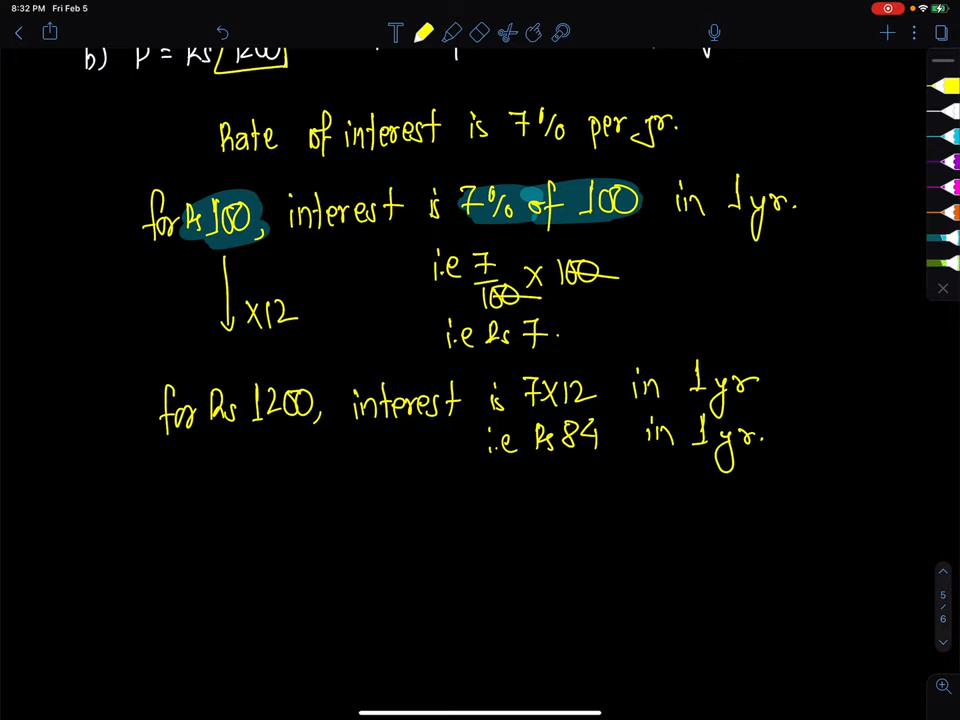 8:32 PM Fri Feb 5
b) P = Rs 1200
Rate of interest is 7% per yr.
for Rs 100, interest is 7% of 100 in 1 yr.
i.e 7/100 x 100
x12
i.e Rs 7.
for Rs 1200, interest is 7x12 in 1 yr
i.e Rs 84 in 1 yr.
5
/
6